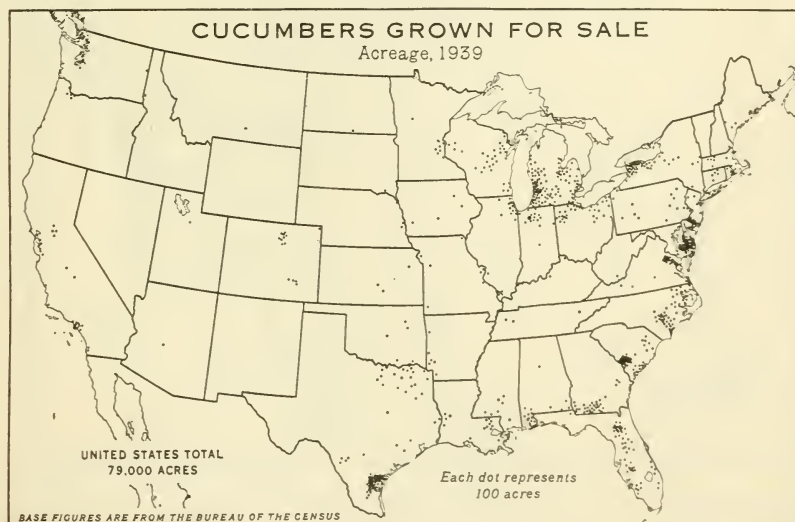 CUCUMBERS GROWN FOR SALE
Acreage, 1939
UNITED STATES TOTAL
79,000 ACRES
Each dot represents
100 acres
BASE FIGURES ARE FROM THE BUREAU OF THE CENSUS